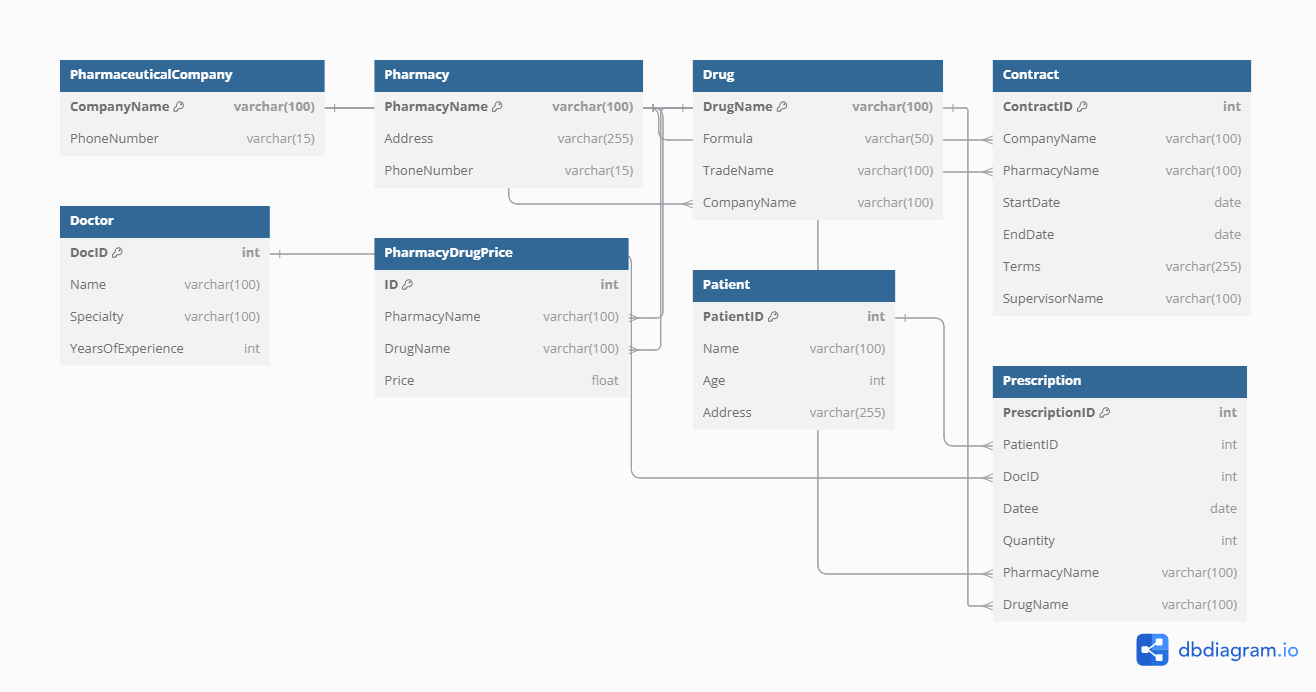 PharmaceuticalCompany
CompanyName varchar(100)
PhoneNumber varchar(15)
Pharmacy
PharmacyName varchar(100)
Address varchar(255)
PhoneNumber varchar(15)
Drug
DrugName varchar(100)
Formula varchar(50)
TradeName varchar(100)
CompanyName varchar(100)
Contract
ContractID int
CompanyName varchar(100)
PharmacyName varchar(100)
StartDate date
EndDate date
Terms varchar(255)
SupervisorName varchar(100)
Doctor
DocID int
Name varchar(100)
Specialty varchar(100)
YearsOfExperience int
PharmacyDrugPrice
ID int
PharmacyName varchar(100)
DrugName varchar(100)
Price float
Patient
PatientID int
Name varchar(100)
Age int
Address varchar(255)
Prescription
PrescriptionID int
PatientID int
DocID int
Datee date
Quantity int
PharmacyName varchar(100)
DrugName varchar(100)
dbdiagram.io